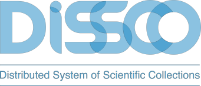 DiSSCo
Distributed System of Scientific Collections